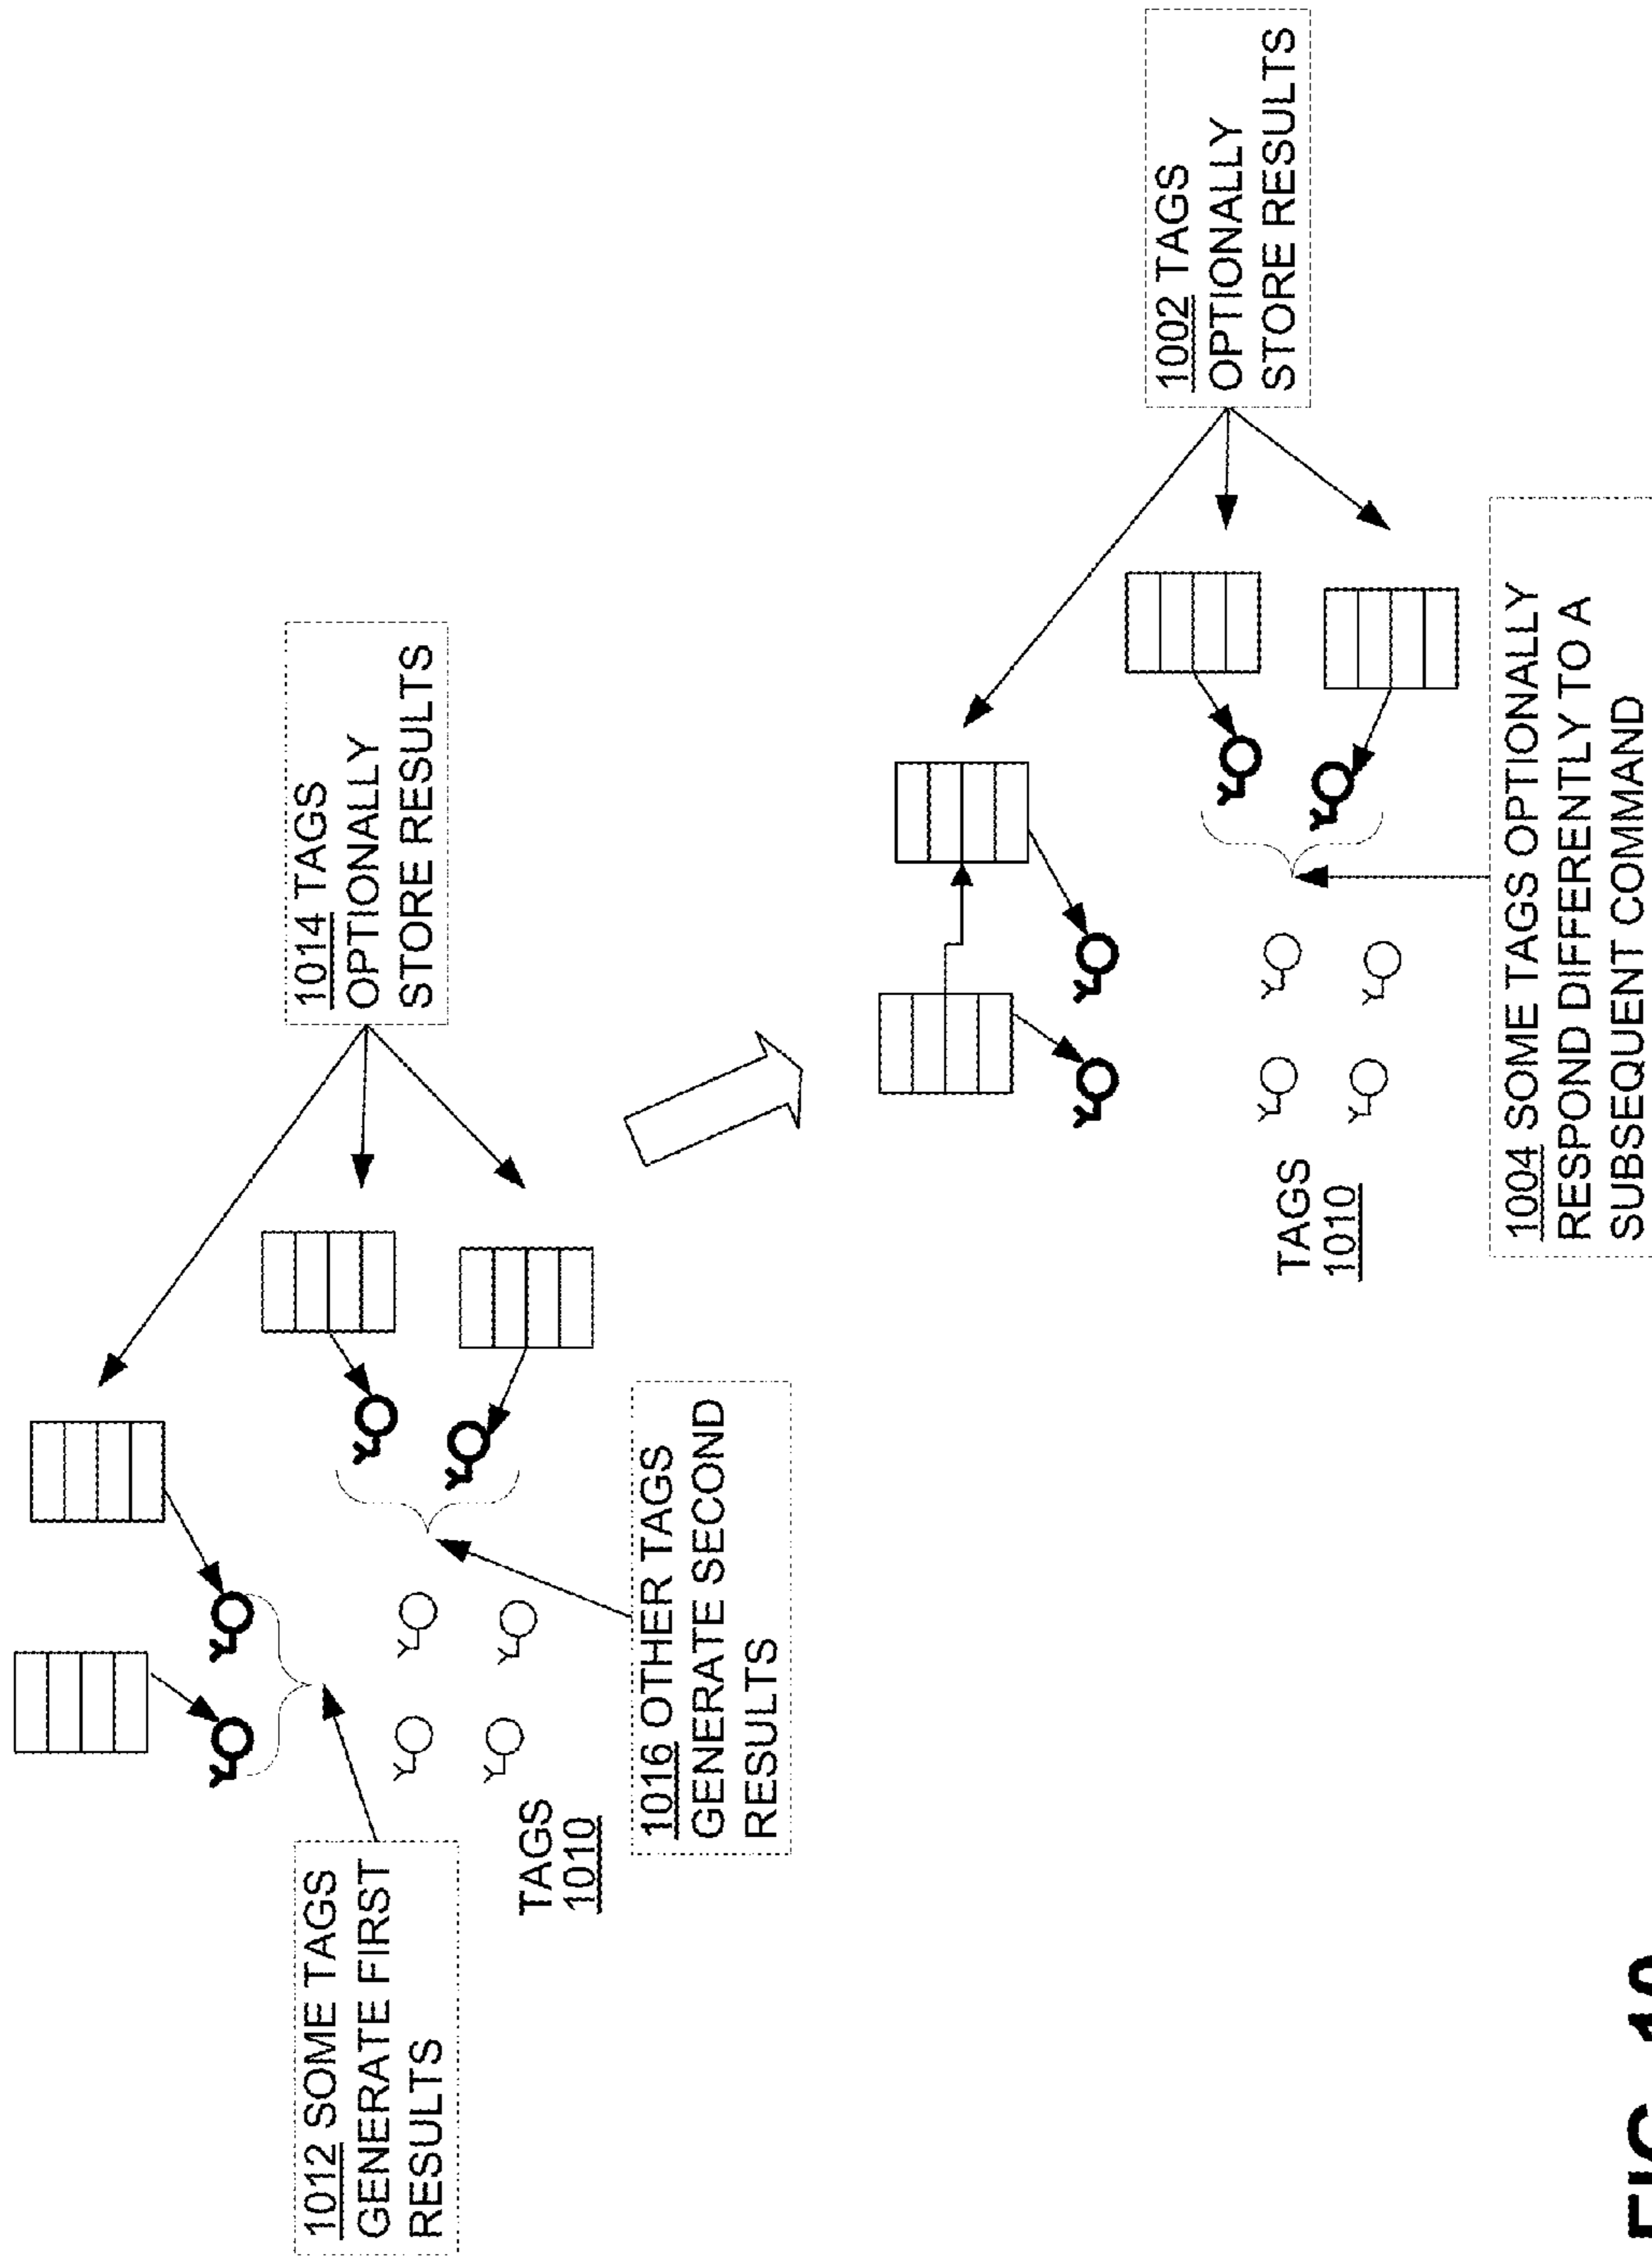 1012 SOME TAGS
GENERATE FIRST
RESULTS
1014 TAGS
OPTIONALLY
STORE RESULTS
TAGS
1010
1016 OTHER TAGS
GENERATE SECOND
RESULTS
1002 TAGS
OPTIONALLY
STORE RESULTS
TAGS
1010
1004 SOME TAGS OPTIONALLY
RESPOND DIFFERENTLY TO A
SUBSEQUENT COMMAND
FIG. 10